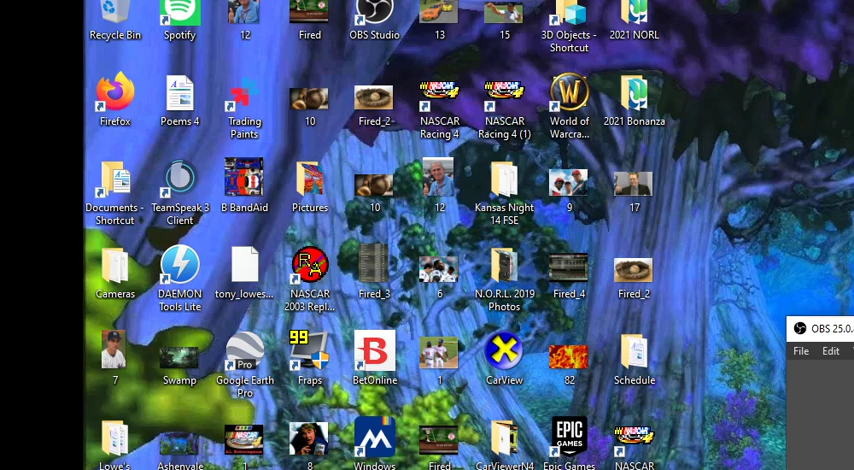 Recycle Bin
Spotify
12
Fired
OBS Studio
13
15
3D Objects -
Shortcut
2021 NORL
Firefox
Poems 4
Trading
Paints
10
Fired_2
NASCAR
Racing 4
NASCAR
Racing 4 (1)
World of
Warcra...
2021 Bonanza
Documents -
Shortcut
TeamSpeak 3
Client
B BandAid
Pictures
10
12
Kansas Night
14 FSE
9
17
Cameras
DAEMON
Tools Lite
tony_lowes...
NASCAR
2003 Repl...
Fired_3
6
N.O.R.L. 2019
Photos
Fired_4
Fired_2
OBS 25.0.
File Edit
7
Swamp
Pro
Google Earth
Pro
99
Fraps
B
BetOnline
1
CarView
82
Schedule
Lowe's
Ashenvale
1
8
Windows
Fired
CarViewerN4
EPIC
GAMES
Epic Games
NASCAR